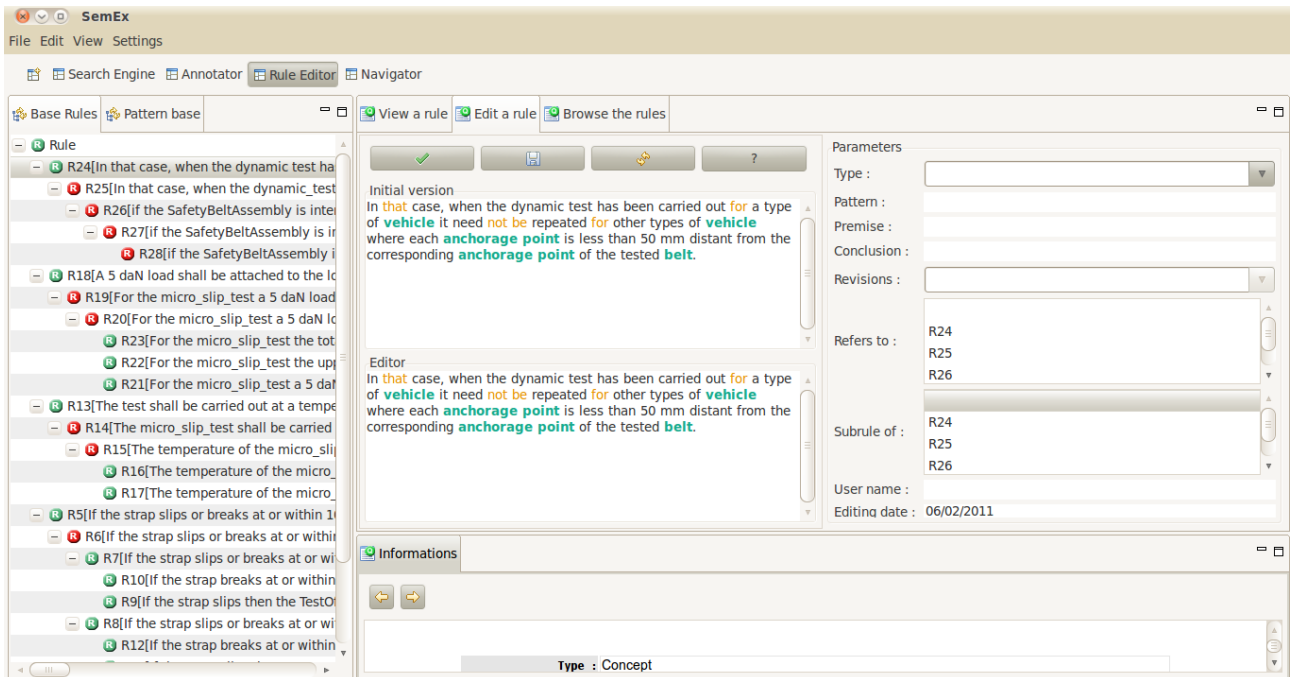 SemEx
File Edit View Settings
Search Engine Annotator Rule Editor Navigator
Base Rules Pattern base
Rule
R24[In that case, when the dynamic test ha
R25[In that case, when the dynamic_test
R26[if the SafetyBeltAssembly is inter
R27[if the SafetyBeltAssembly is in
R28[if the SafetyBeltAssembly i
R18[A 5 daN load shall be attached to the lo
R19[For the micro_slip_test a 5 daN load
R20[For the micro_slip_test a 5 daN lo
R23[For the micro_slip_test the tot
R22[For the micro_slip_test the upp
R21[For the micro_slip_test a 5 daN
R13[The test shall be carried out at a tempe
R14[The micro_slip_test shall be carried
R15[The temperature of the micro_slip
R16[The temperature of the micro_
R17[The temperature of the micro_
R5[If the strap slips or breaks at or within 10
R6[If the strap slips or breaks at or within
R7[If the strap slips or breaks at or wi
R10[If the strap breaks at or within
R9[If the strap slips then the TestOf
R8[If the strap slips or breaks at or wi
R12[If the strap breaks at or within
View a rule Edit a rule Browse the rules
?
Initial version
In that case, when the dynamic test has been carried out for a type
of vehicle it need not be repeated for other types of vehicle
where each anchorage point is less than 50 mm distant from the
corresponding anchorage point of the tested belt.
Editor
In that case, when the dynamic test has been carried out for a type
of vehicle it need not be repeated for other types of vehicle
where each anchorage point is less than 50 mm distant from the
corresponding anchorage point of the tested belt.
Parameters
Type :
Pattern :
Premise :
Conclusion :
Revisions :
Refers to :
R24
R25
R26
Subrule of :
R24
R25
R26
User name :
Editing date : 06/02/2011
Informations
Type : Concept